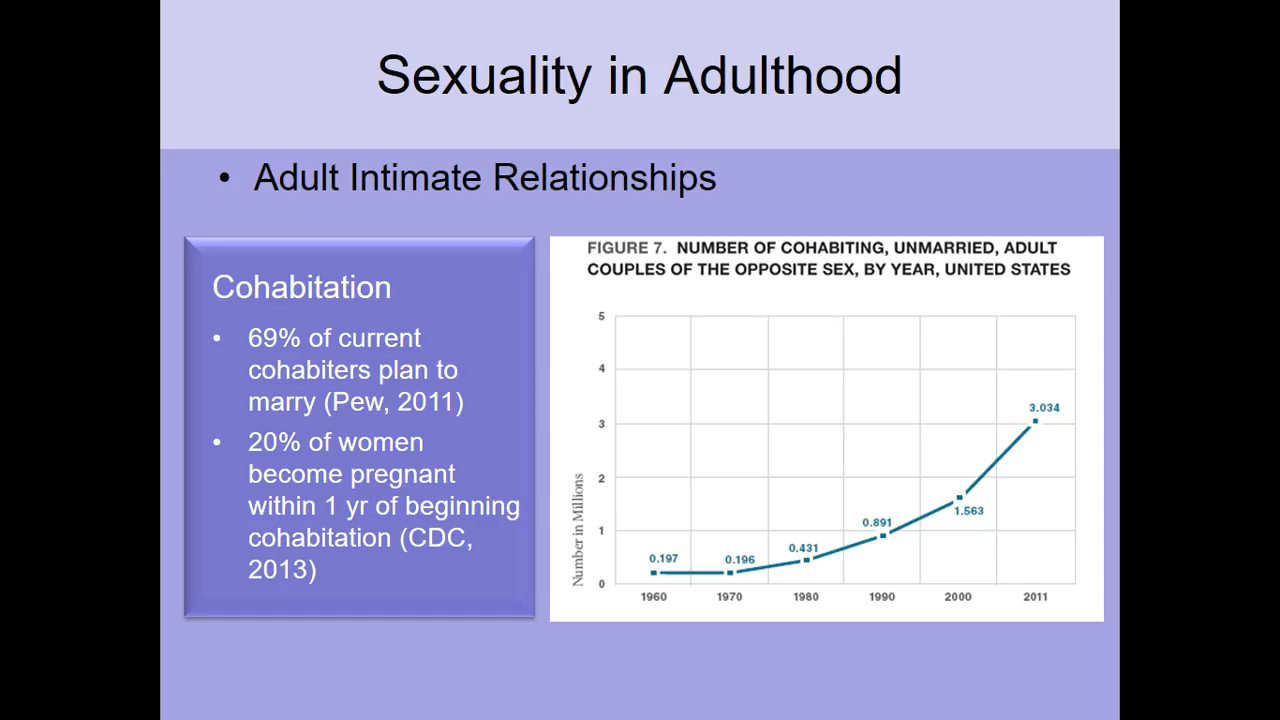 Sexuality in Adulthood
• Adult Intimate Relationships
Cohabitation
• 69% of current
cohabiters plan to
marry (Pew, 2011)
• 20% of women
become pregnant
within 1 yr of beginning
cohabitation (CDC,
2013)
FIGURE 7. NUMBER OF COHABITING, UNMARRIED, ADULT
COUPLES OF THE OPPOSITE SEX, BY YEAR, UNITED STATES
Number in Millions
5
4
3
2
1
0
0.197
0.196
0.431
0.891
1.563
3.034
1960 1970 1980 1990 2000 2011